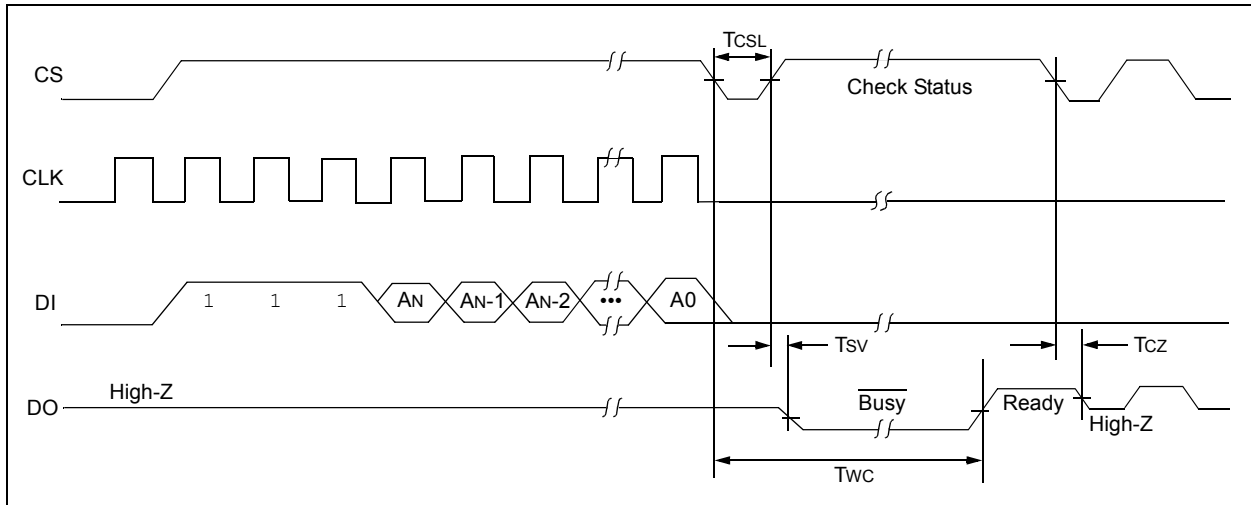 TCSL
CS
Check Status
CLK
DI
1 1 1 AN AN-1 AN-2 ••• A0
TSV
TCZ
DO
High-Z
Busy
Ready
High-Z
TWC